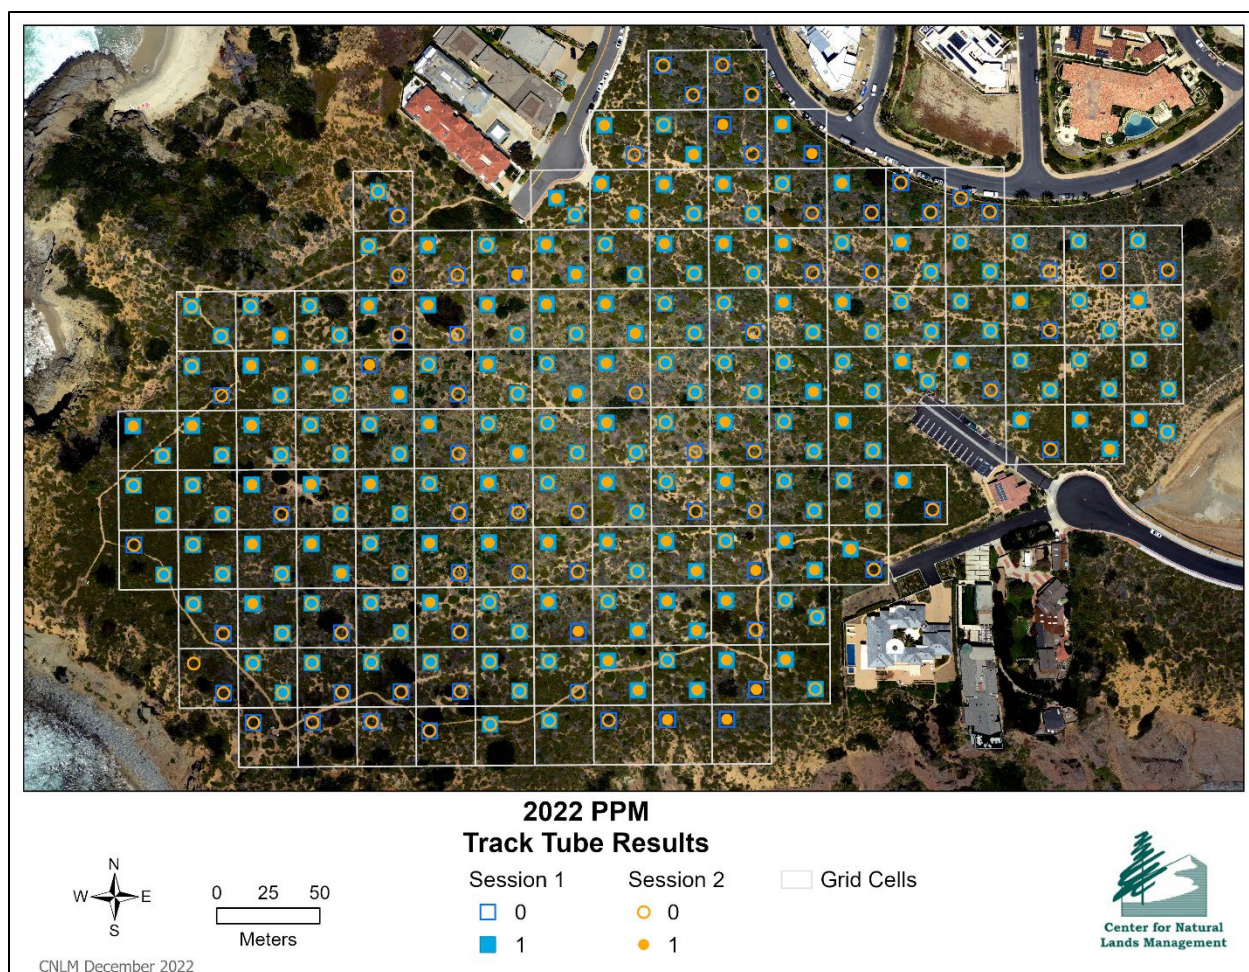 2022 PPM
Track Tube Results
Session 1
Session 2
Grid Cells
0
0
1
1
N
W
E
S
0 25 50
Meters
Center for Natural
Lands Management
CNLM December 2022